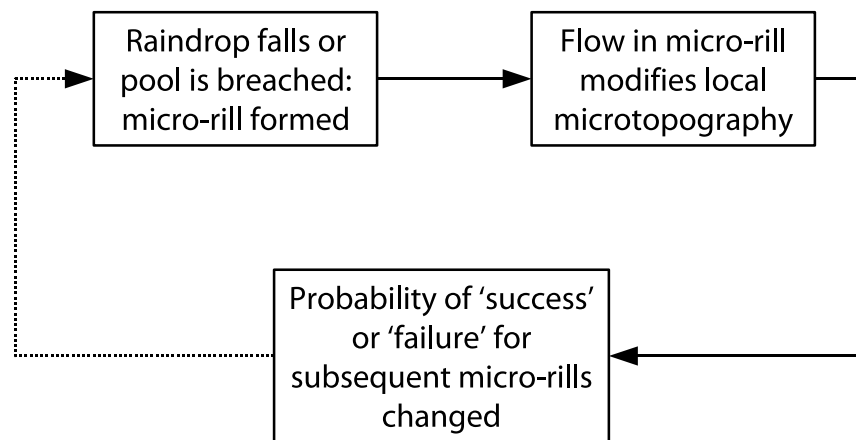 Raindrop falls or
pool is breached:
micro-rill formed
Flow in micro-rill
modifies local
microtopography
Probability of ‘success’
or ‘failure’ for
subsequent micro-rills
changed